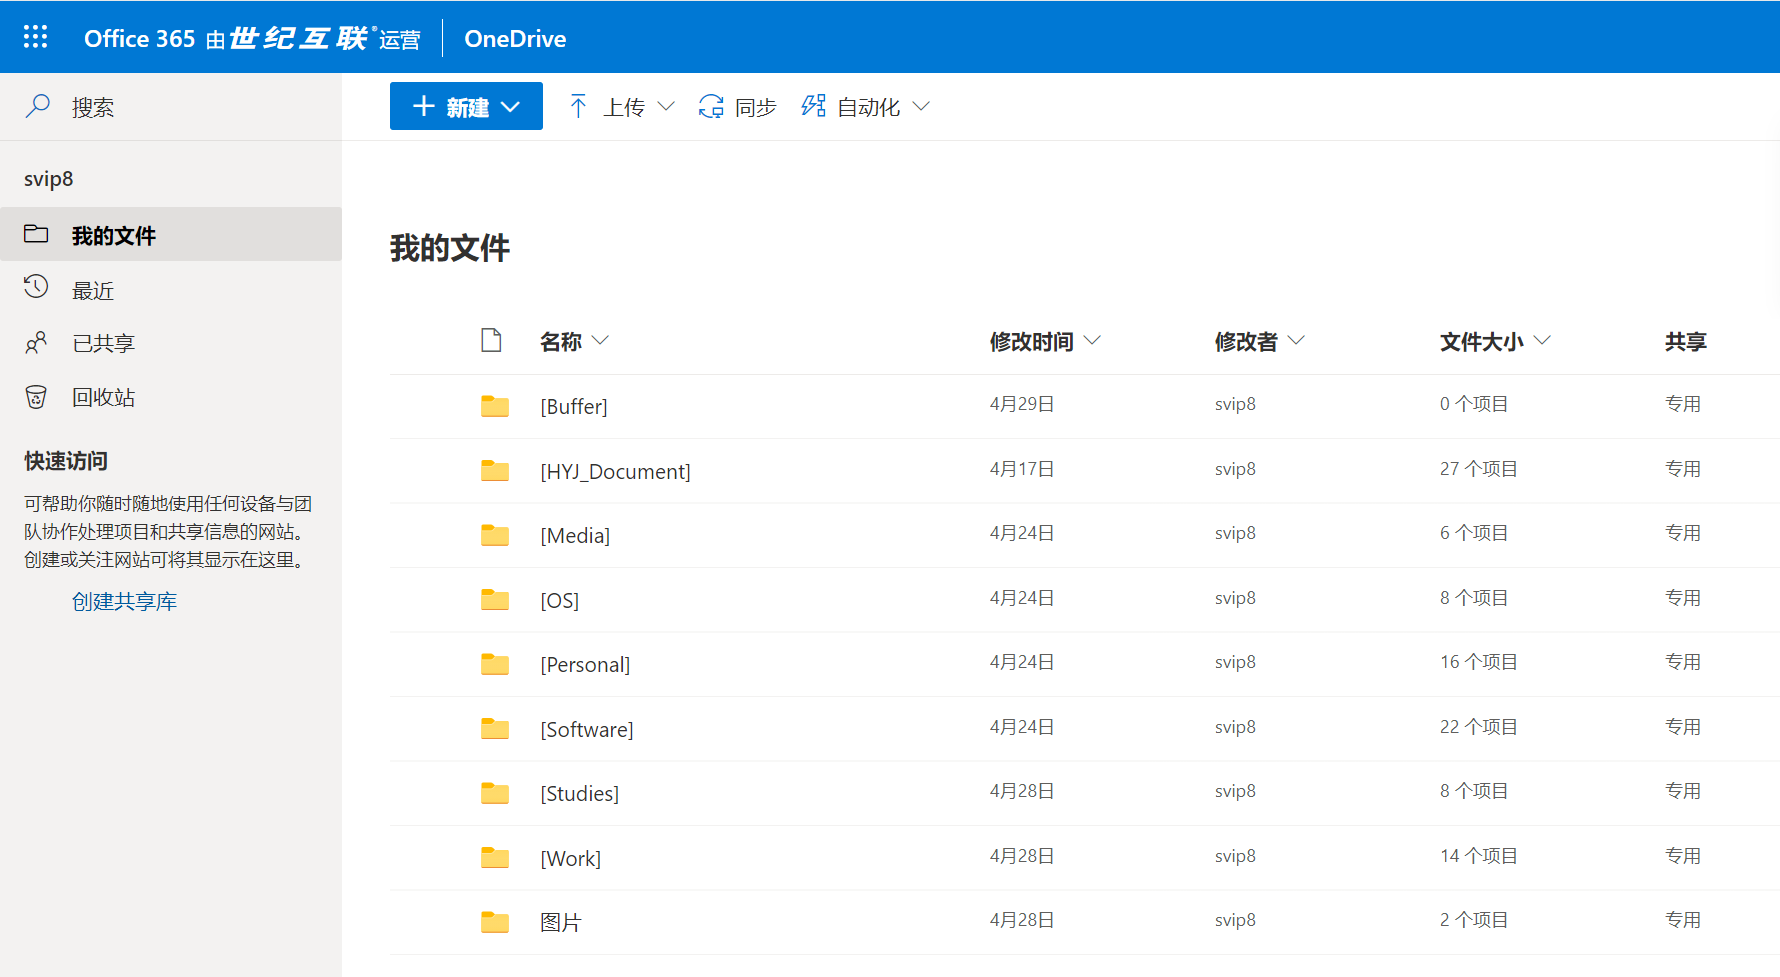 Office 365 由世纪互联®运营 OneDrive
搜索
新建 上传 同步 自动化
svip8
我的文件
最近
已共享
回收站
快速访问
可帮助你随时随地使用任何设备与团
队协作处理项目和共享信息的网站。
创建或关注网站可将其显示在这里。
创建共享库
我的文件
名称 修改时间 修改者 文件大小 共享
[Buffer] 4月29日 svip8 0 个项目 专用
[HYJ_Document] 4月17日 svip8 27 个项目 专用
[Media] 4月24日 svip8 6 个项目 专用
[OS] 4月24日 svip8 8 个项目 专用
[Personal] 4月24日 svip8 16 个项目 专用
[Software] 4月24日 svip8 22 个项目 专用
[Studies] 4月28日 svip8 8 个项目 专用
[Work] 4月28日 svip8 14 个项目 专用
图片 4月28日 svip8 2 个项目 专用